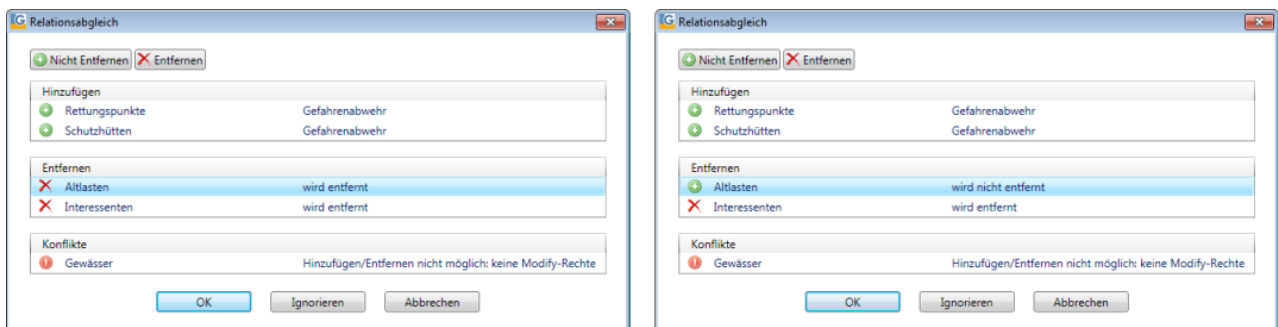 Relationsabgleich
Nicht Entfernen Entfernen
Hinzufügen
Rettungspunkte Gefahrenabwehr
Schutzhütten Gefahrenabwehr
Entfernen
Altlasten wird entfernt
Interessenten wird entfernt
Konflikte
Gewässer Hinzufügen/Entfernen nicht möglich: keine Modify-Rechte
OK Ignorieren Abbrechen
Relationsabgleich
Nicht Entfernen Entfernen
Hinzufügen
Rettungspunkte Gefahrenabwehr
Schutzhütten Gefahrenabwehr
Entfernen
Altlasten wird nicht entfernt
Interessenten wird entfernt
Konflikte
Gewässer Hinzufügen/Entfernen nicht möglich: keine Modify-Rechte
OK Ignorieren Abbrechen